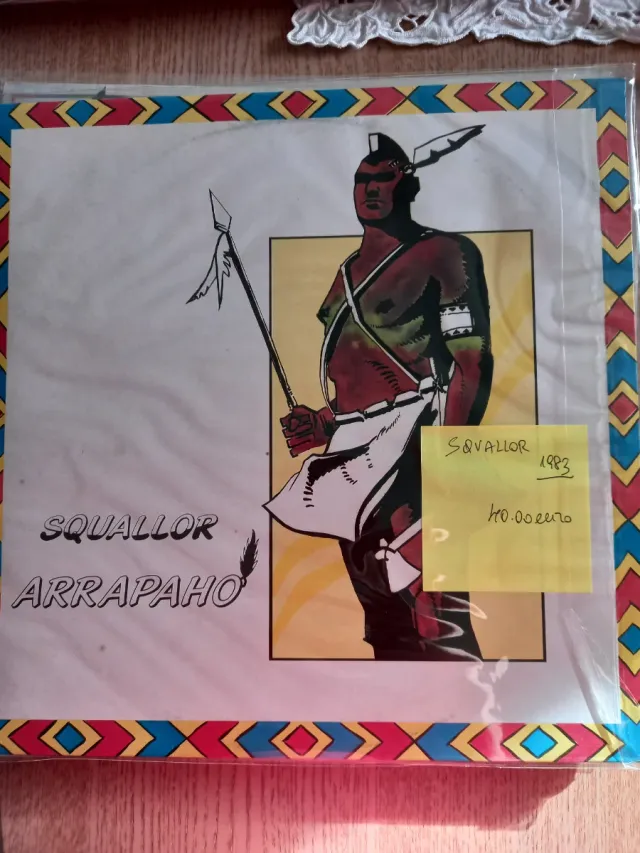 SQUALLOR
ARRAPAHO
SQUALLOR
1983
40.00 euro